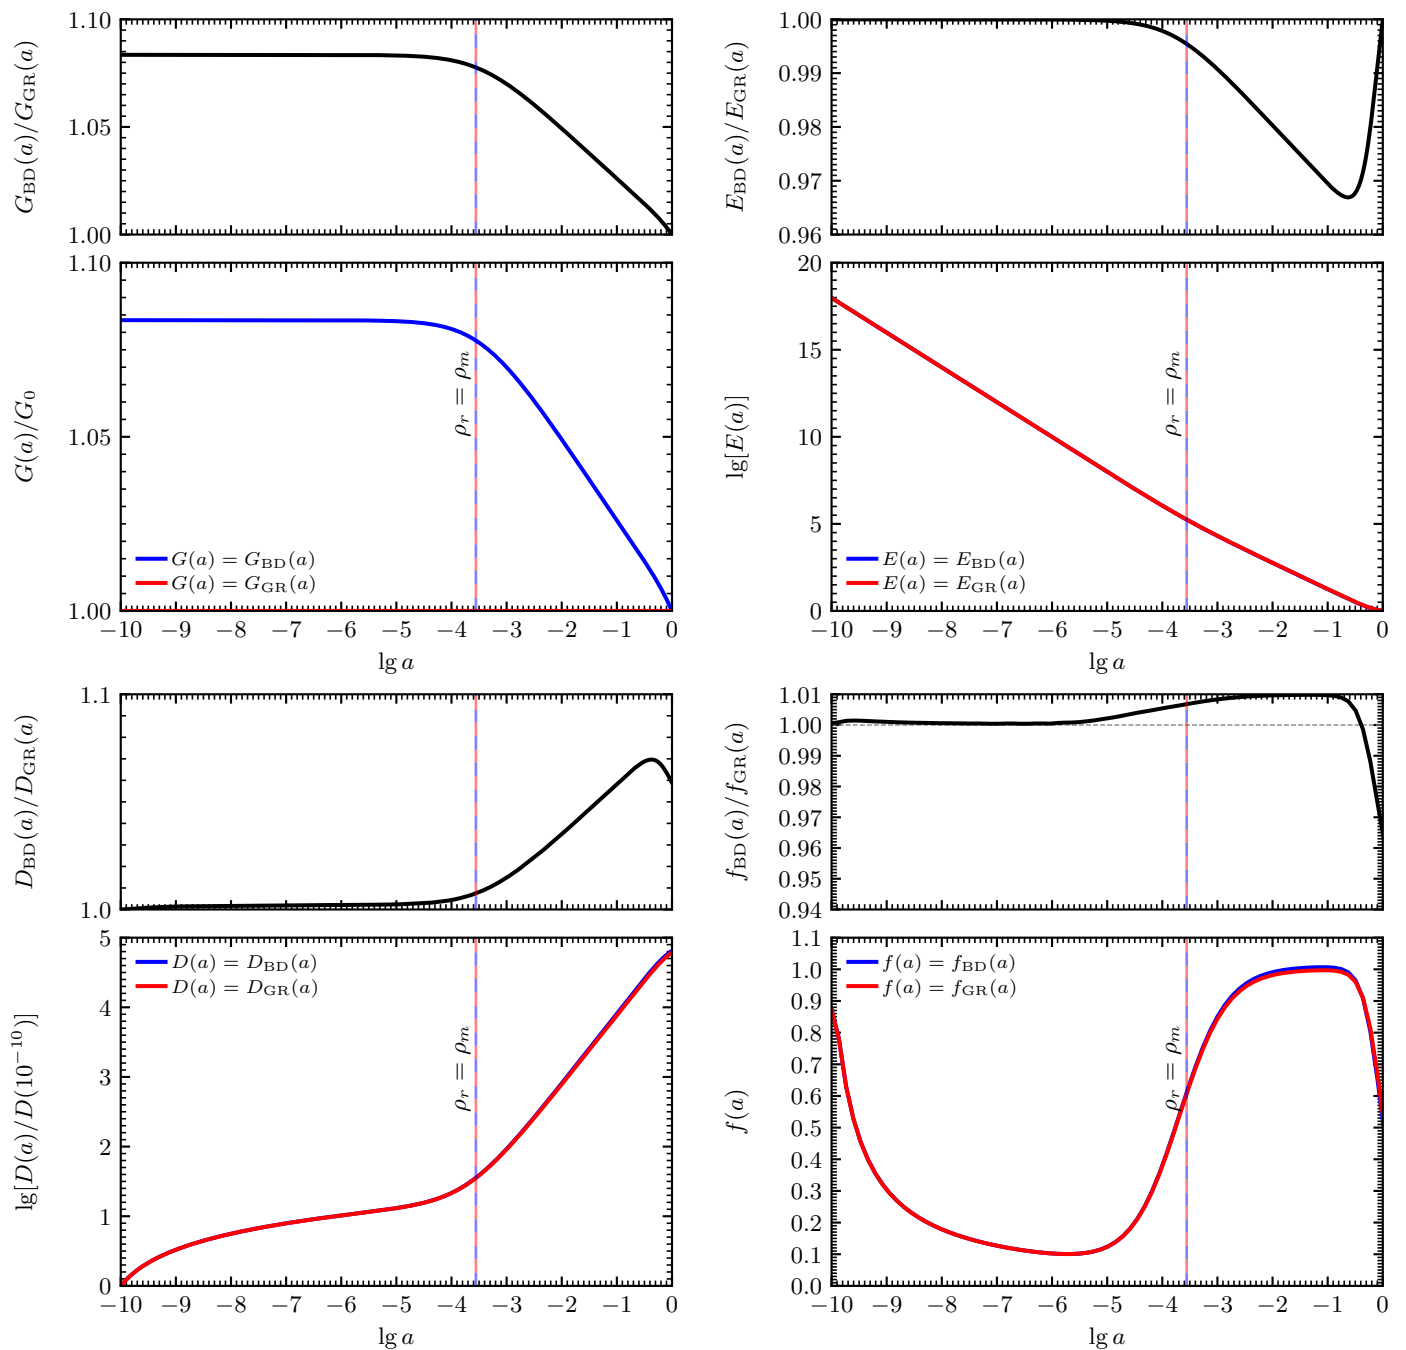 G_BD(a)/G_GR(a)
1.10
1.05
1.00
E_BD(a)/E_GR(a)
1.00
0.99
0.98
0.97
0.96
G(a)/G_0
1.10
1.05
1.00
ρ_r = ρ_m
G(a) = G_BD(a)
G(a) = G_GR(a)
−10 −9 −8 −7 −6 −5 −4 −3 −2 −1 0
lg a
lg[E(a)]
20
15
10
5
0
ρ_r = ρ_m
E(a) = E_BD(a)
E(a) = E_GR(a)
−10 −9 −8 −7 −6 −5 −4 −3 −2 −1 0
lg a
D_BD(a)/D_GR(a)
1.1
1.0
f_BD(a)/f_GR(a)
1.01
1.00
0.99
0.98
0.97
0.96
0.95
0.94
lg[D(a)/D(10^−10)]
5
4
3
2
1
0
D(a) = D_BD(a)
D(a) = D_GR(a)
ρ_r = ρ_m
−10 −9 −8 −7 −6 −5 −4 −3 −2 −1 0
lg a
f(a)
1.1
1.0
0.9
0.8
0.7
0.6
0.5
0.4
0.3
0.2
0.1
0.0
f(a) = f_BD(a)
f(a) = f_GR(a)
ρ_r = ρ_m
−10 −9 −8 −7 −6 −5 −4 −3 −2 −1 0
lg a